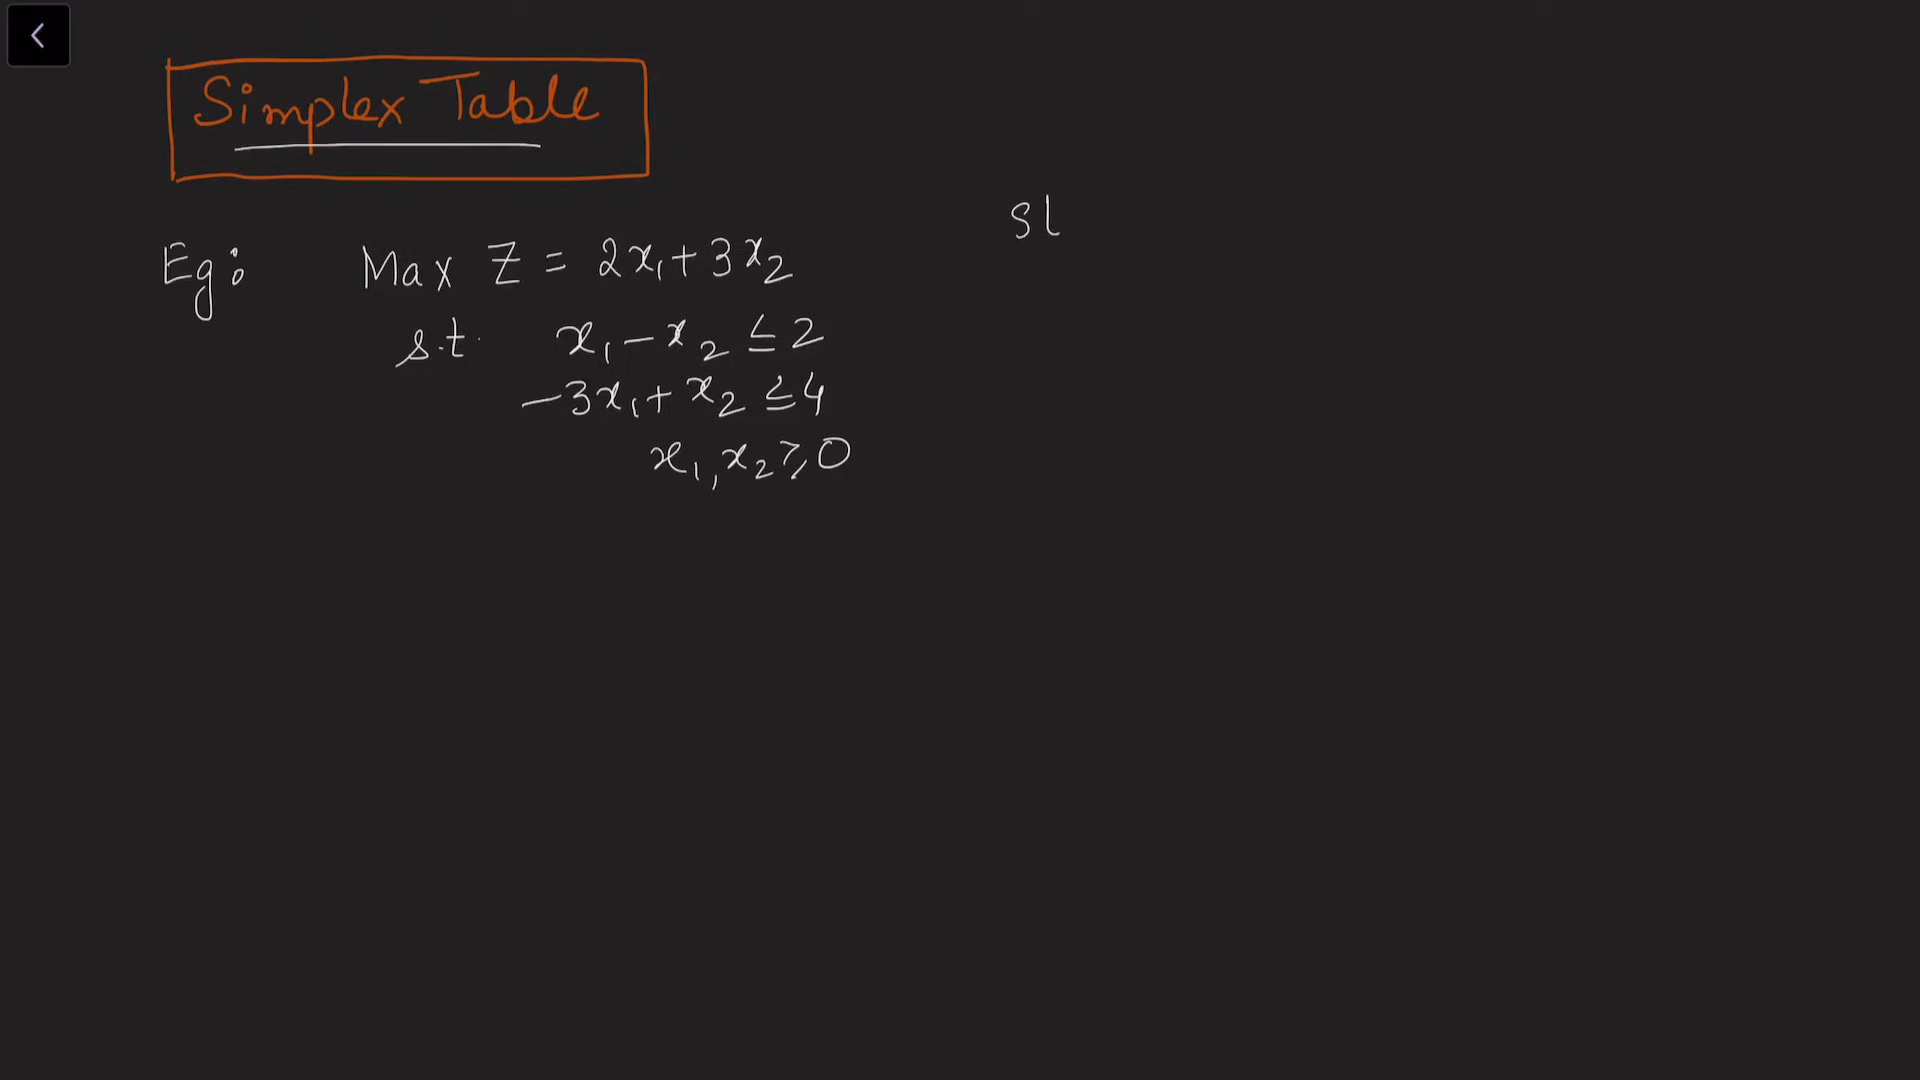 Simplex Table
Eg: Max Z = 2x₁ + 3x₂
s.t. x₁ - x₂ ≤ 2
-3x₁ + x₂ ≤ 4
x₁, x₂ ≥ 0
Sl